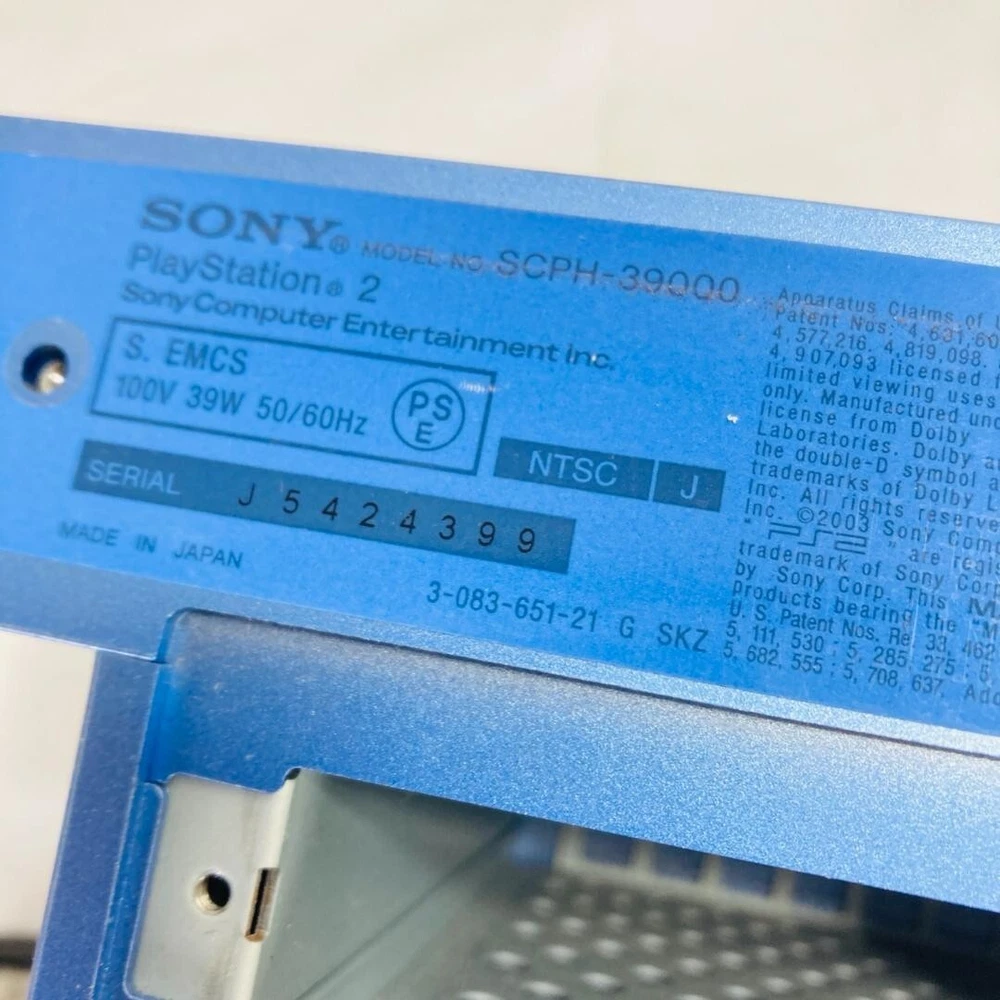 SONY® MODEL NO. SCPH-39000
PlayStation® 2
Sony Computer Entertainment Inc.
S. EMCS
100V 39W 50/60Hz
PS
E
NTSC J
SERIAL J5424399
MADE IN JAPAN
3-083-651-21 G SKZ
Apparatus Claims of
Patent Nos. 4,631,60
4,577,216, 4,819,098,
4,907,093 licensed
limited viewing uses
only. Manufactured und
license from Dolby
Laboratories. Dolby a
the double-D symbol a
trademarks of Dolby L
Inc. All rights reserve
Inc. ©2003 Sony Comp
" " are regis
trademark of Sony Corp
by Sony Corp. This M
products bearing the "M
U.S. Patent Nos. Re 33,462
5,111,530; 5,285,275; 5,
5,682,555; 5,708,637. Add